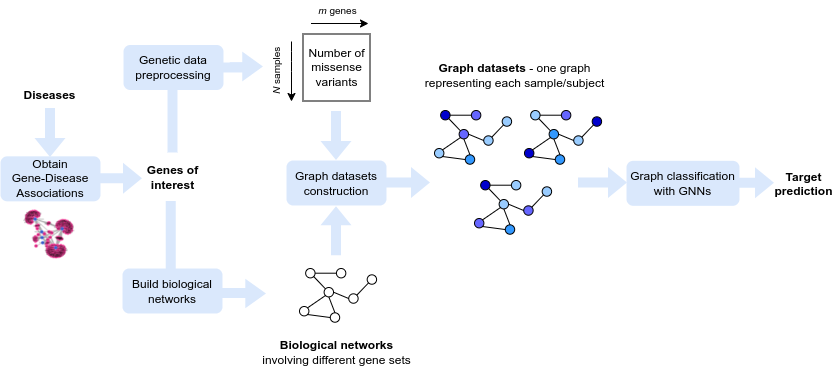 Diseases
Obtain
Gene-Disease
Associations
Genes of
interest
Genetic data
preprocessing
Build biological
networks
m genes
N samples
Number of
missense
variants
Graph datasets
construction
Biological networks
involving different gene sets
Graph datasets - one graph
representing each sample/subject
Graph classification
with GNNs
Target
prediction